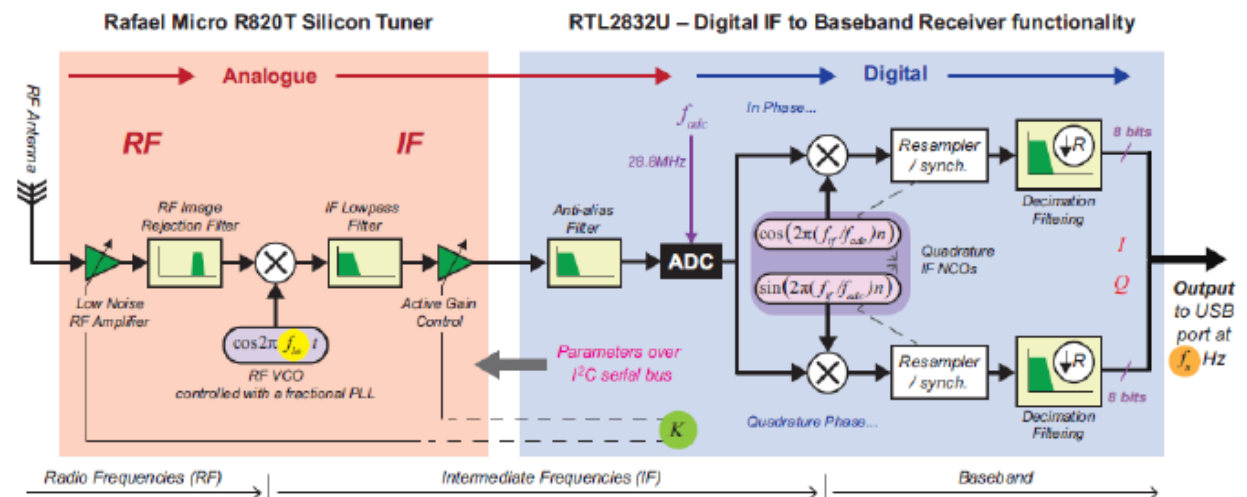 Rafael Micro R820T Silicon Tuner
RTL2832U – Digital IF to Baseband Receiver functionality
Analogue
Digital
RF Antenna
RF
IF
f_adc
28.8MHz
In Phase...
Resampler
/ synch.
↓R
8 bits
Decimation
Filtering
RF Image
Rejection Filter
IF Lowpass
Filter
Anti-alias
Filter
ADC
cos(2π(f_if/f_adc)n)
sin(2π(f_if/f_adc)n)
Quadrature
IF NCOs
I
Q
Output
to USB
port at
f_s Hz
Low Noise
RF Amplifier
cos2π f_lo t
RF VCO
controlled with a fractional PLL
Active Gain
Control
Parameters over
I²C serial bus
K
Quadrature Phase...
Resampler
/ synch.
↓R
8 bits
Decimation
Filtering
Radio Frequencies (RF)
Intermediate Frequencies (IF)
Baseband